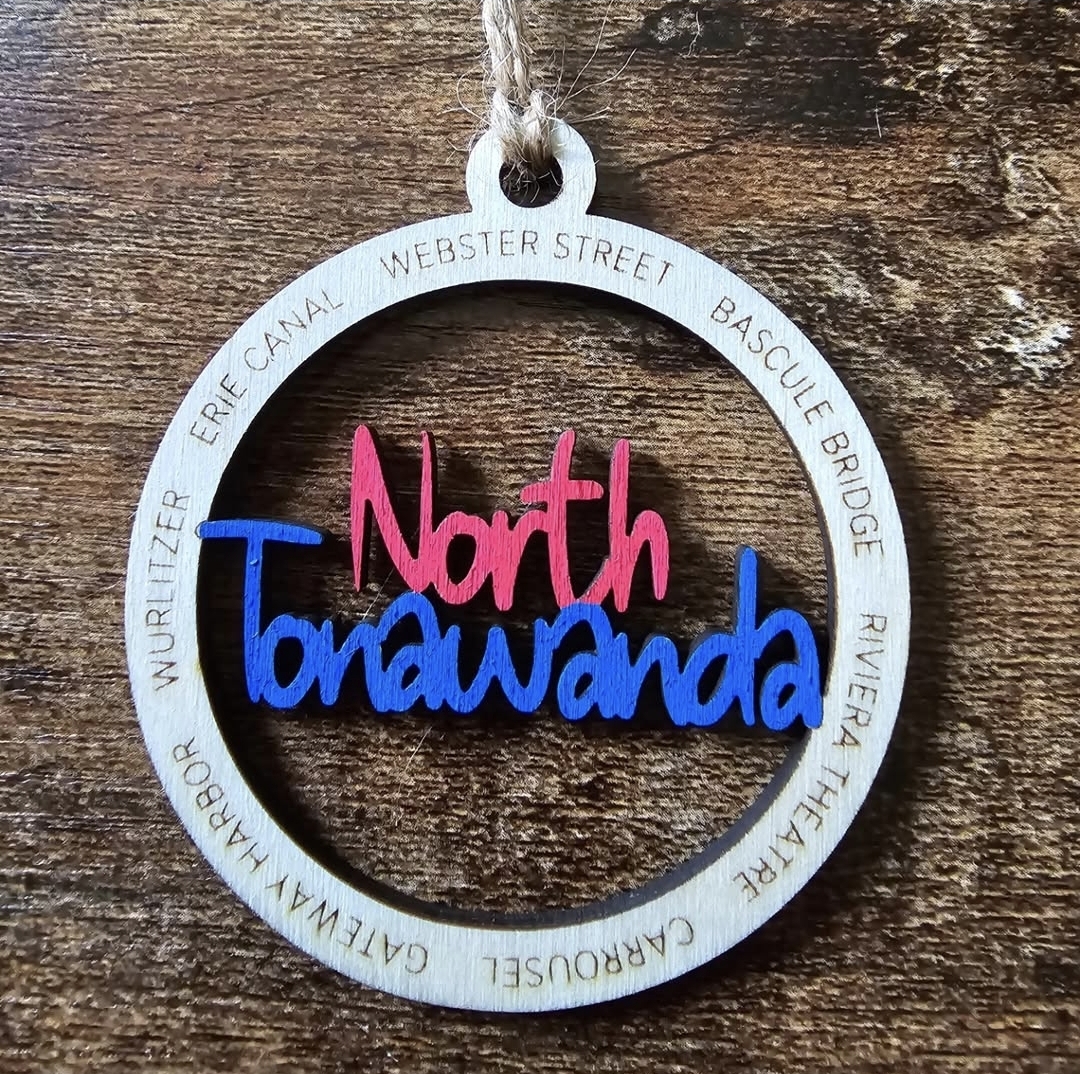 WEBSTER STREET
BASCULE BRIDGE
RIVIERA THEATRE
CARROUSEL
GATEWAY HARBOR
WURLITZER
ERIE CANAL
North
Tonawanda